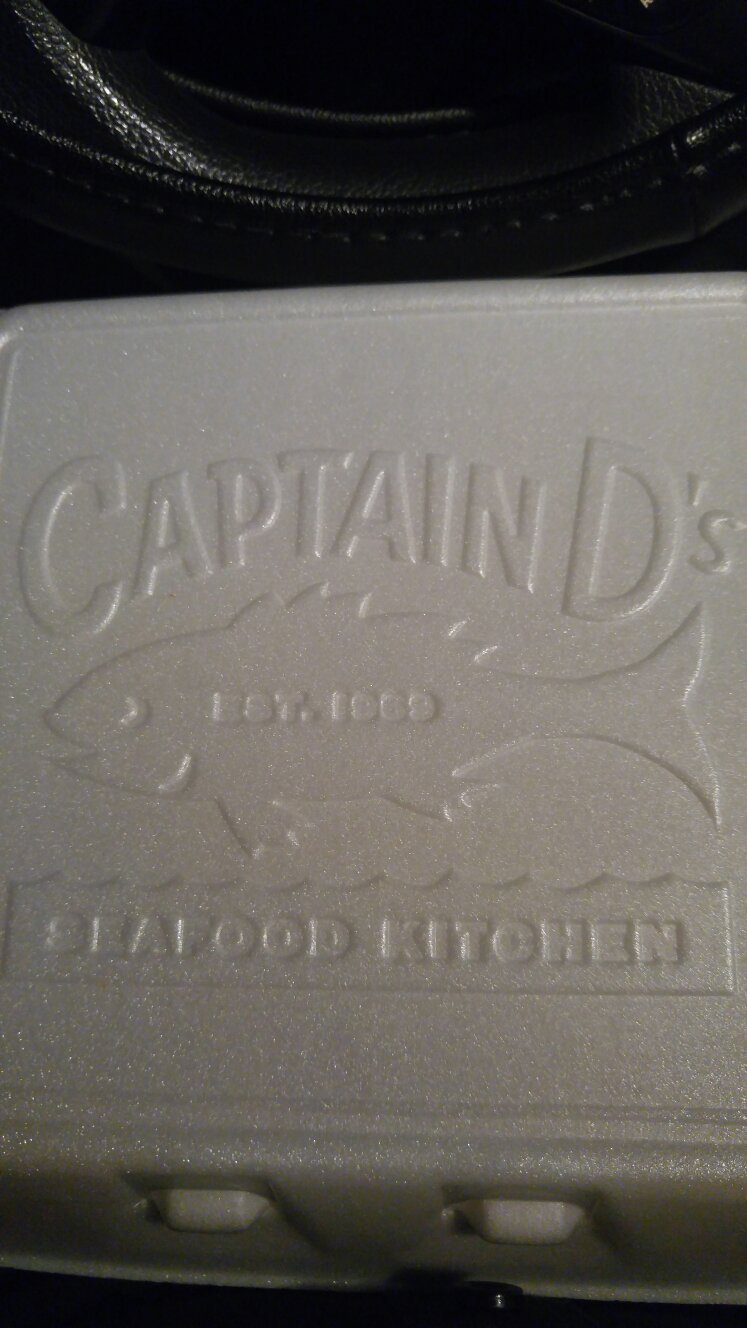 CAPTAIN D's
EST. 1969
SEAFOOD KITCHEN